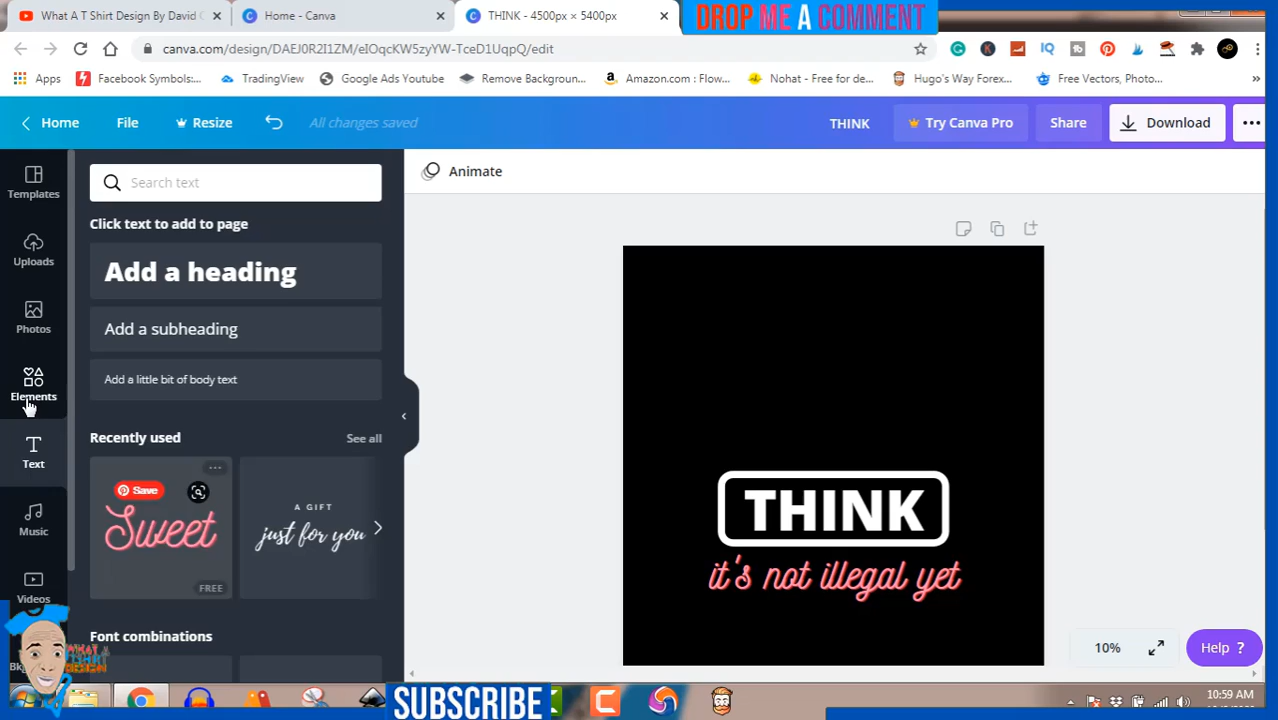 What A T Shirt Design By David C
Home - Canva
THINK - 4500px × 5400px
DROP ME A COMMENT
canva.com/design/DAEJ0R2I1ZM/eIOqcKW5zyYW-TceD1UqpQ/edit
Apps
Facebook Symbols:...
TradingView
Google Ads Youtube
Remove Backgroun...
Amazon.com : Flow...
Nohat - Free for de...
Hugo's Way Forex...
Free Vectors, Photo...
Home
File
Resize
All changes saved
THINK
Try Canva Pro
Share
Download
Templates
Uploads
Photos
Elements
Text
Music
Videos
Search text
Click text to add to page
Add a heading
Add a subheading
Add a little bit of body text
Recently used
See all
Save
Sweet
FREE
A GIFT
just for you
Font combinations
Animate
THINK
it's not illegal yet
10%
Help ?
WHAT A
TSHIRT
DESIGN
SUBSCRIBE
10:59 AM